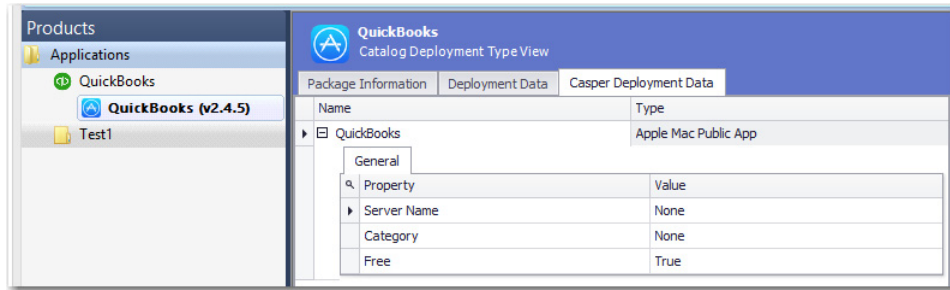 Products
Applications
QuickBooks
QuickBooks (v2.4.5)
Test1
QuickBooks
Catalog Deployment Type View
Package Information Deployment Data Casper Deployment Data
Name Type
QuickBooks Apple Mac Public App
General
Property Value
Server Name None
Category None
Free True